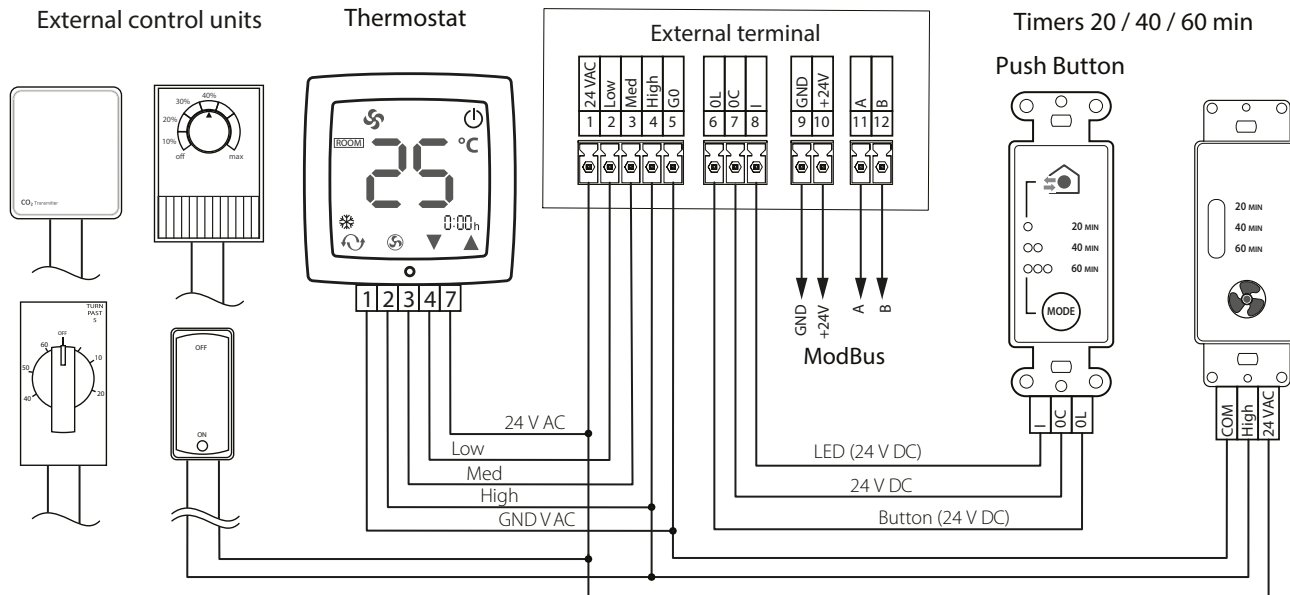 External control units
Thermostat
External terminal
Timers 20 / 40 / 60 min
Push Button
CO2 Transmitter
off
10%
20%
30%
40%
max
TURN
PAST
5
OFF
10
20
40
50
60
OFF
ON
ROOM
25 °C
0:00h
1 2 3 4 7
24 VAC
Low
Med
High
G0
1 2 3 4 5
0L
0C
I
6 7 8
GND
+24V
9 10
A
B
11 12
GND
+24V
A
B
ModBus
20 MIN
40 MIN
60 MIN
MODE
I
0C
0L
20 MIN
40 MIN
60 MIN
COM
High
24 VAC
24 V AC
Low
Med
High
GND V AC
LED (24 V DC)
24 V DC
Button (24 V DC)